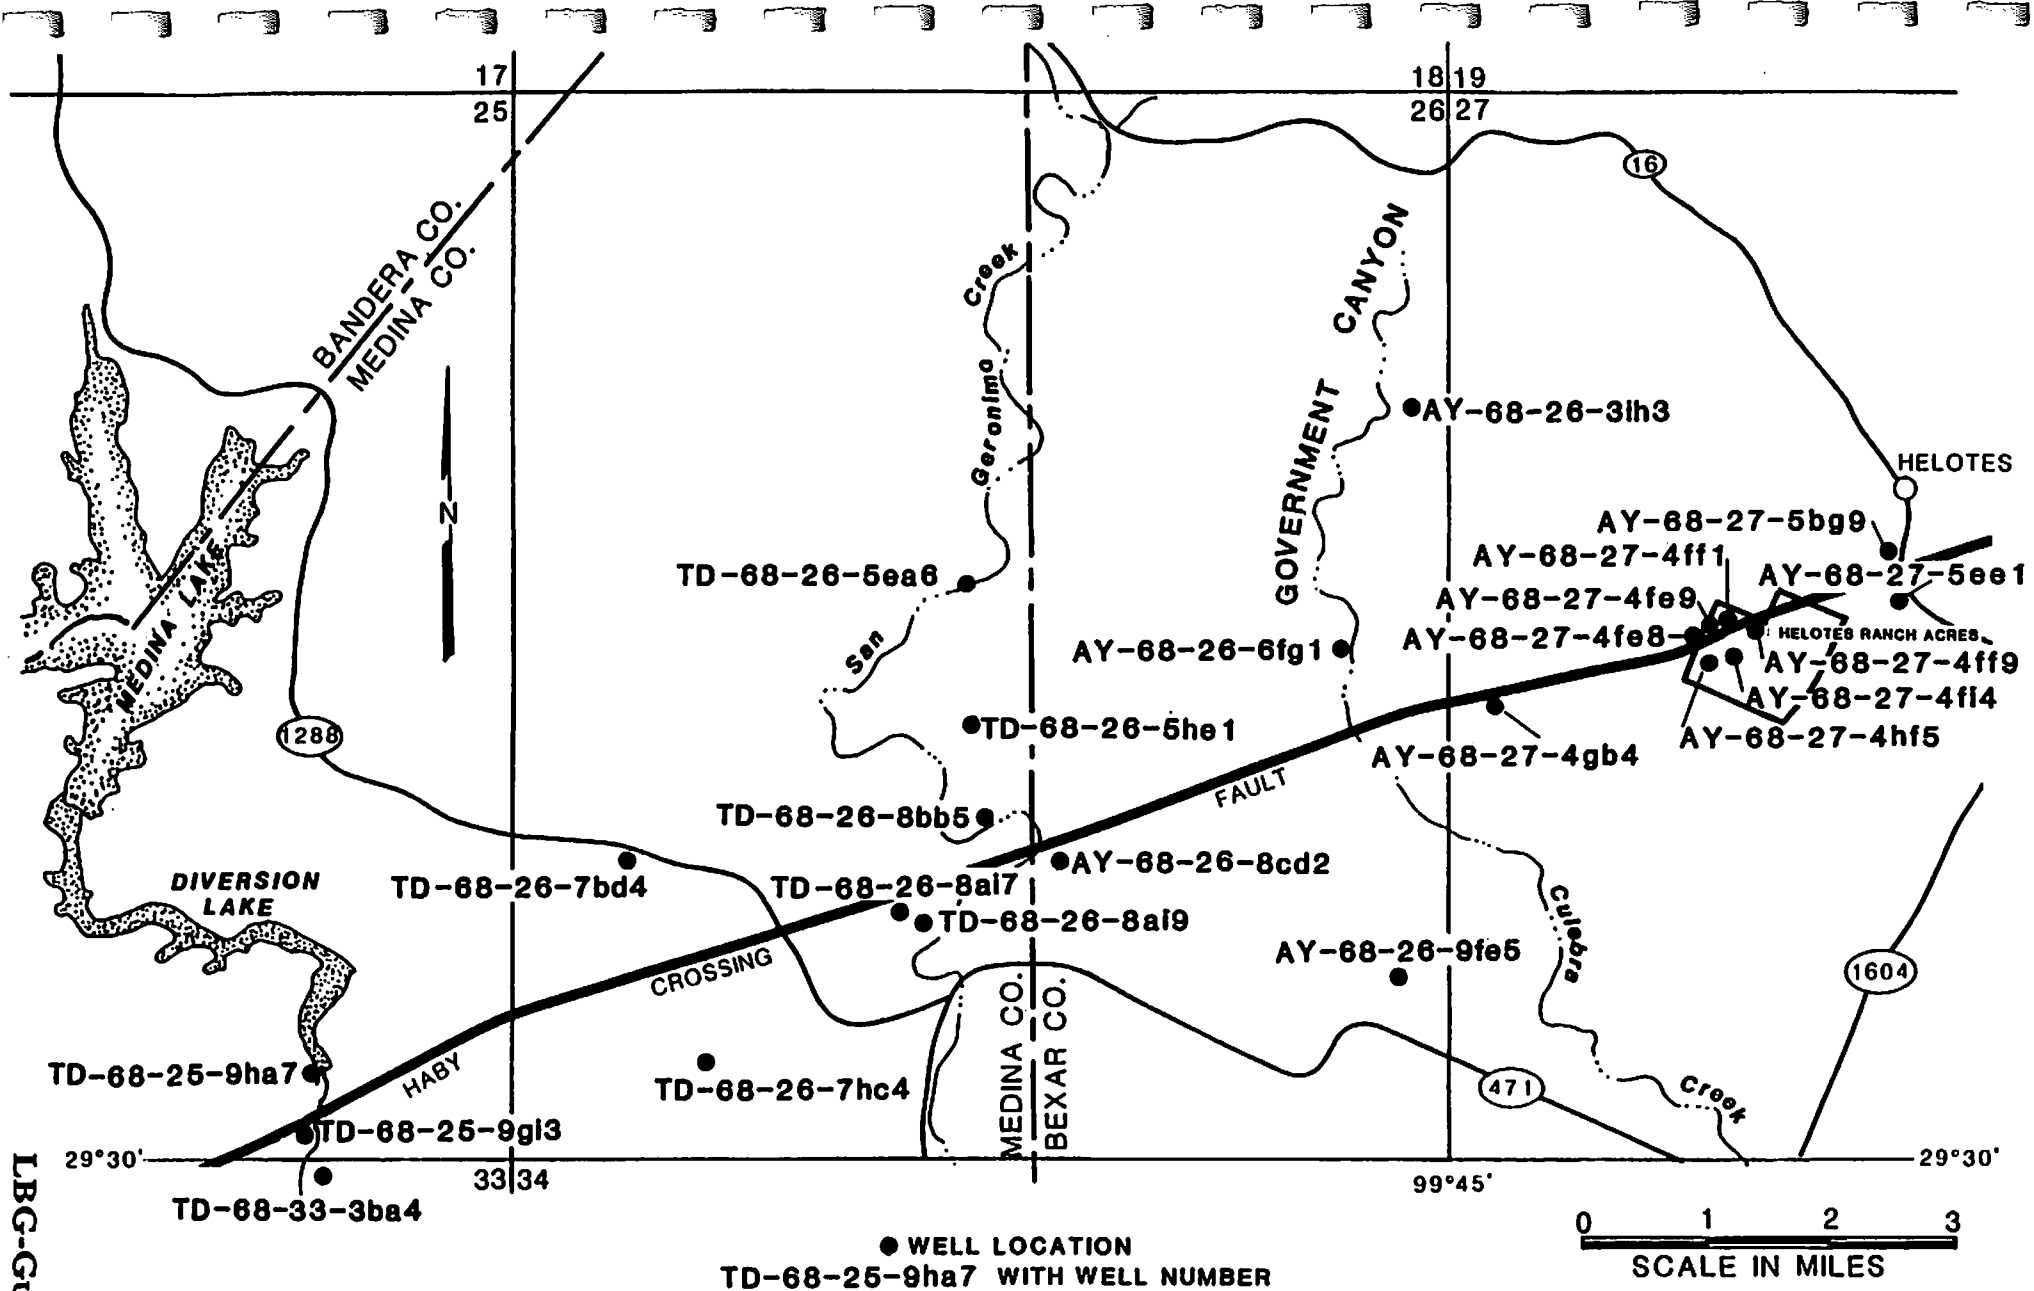 17
18 19
25
26 27
16
BANDERA CO.
MEDINA CO.
Creek
CANYON
Geronimo
GOVERNMENT
AY-68-26-3ih3
HELOTES
N
AY-68-27-5bg9
AY-68-27-4ff1
TD-68-26-5ea6
AY-68-27-5ee1
AY-68-27-4fe9
MEDINA LAKE
San
AY-68-27-4fe8
HELOTES RANCH ACRES
AY-68-26-6fg1
AY-68-27-4ff9
AY-68-27-4fi4
1288
TD-68-26-5he1
AY-68-27-4hf5
AY-68-27-4gb4
FAULT
TD-68-26-8bb5
AY-68-26-8cd2
DIVERSION
LAKE
TD-68-26-7bd4
TD-68-26-8ai7
TD-68-26-8ai9
Culebra
AY-68-26-9fe5
CROSSING
1604
MEDINA CO.
BEXAR CO.
TD-68-25-9ha7
HABY
TD-68-26-7hc4
471
Creek
TD-68-25-9gi3
29°30'
29°30'
33 34
99°45'
TD-68-33-3ba4
0 1 2 3
SCALE IN MILES
WELL LOCATION
TD-68-25-9ha7 WITH WELL NUMBER